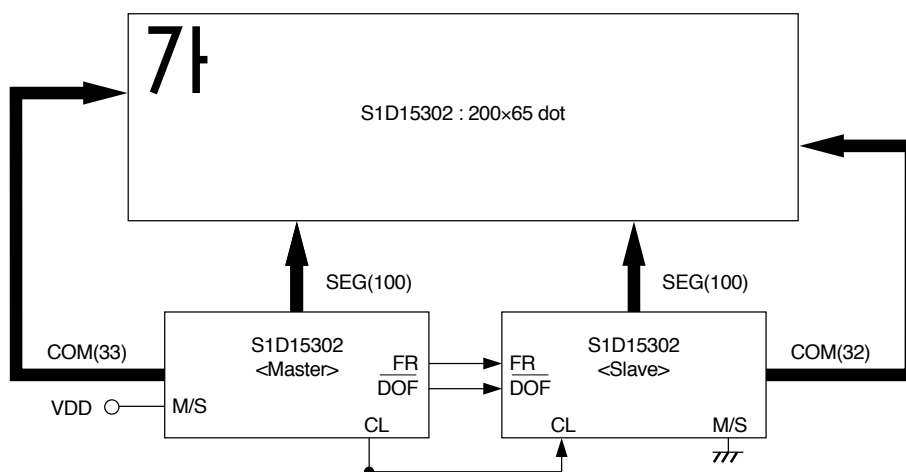 가
S1D15302 : 200×65 dot
SEG(100)
SEG(100)
COM(33)
S1D15302
<Master>
FR
DOF
M/S
CL
VDD
S1D15302
<Slave>
FR
DOF
CL
M/S
COM(32)